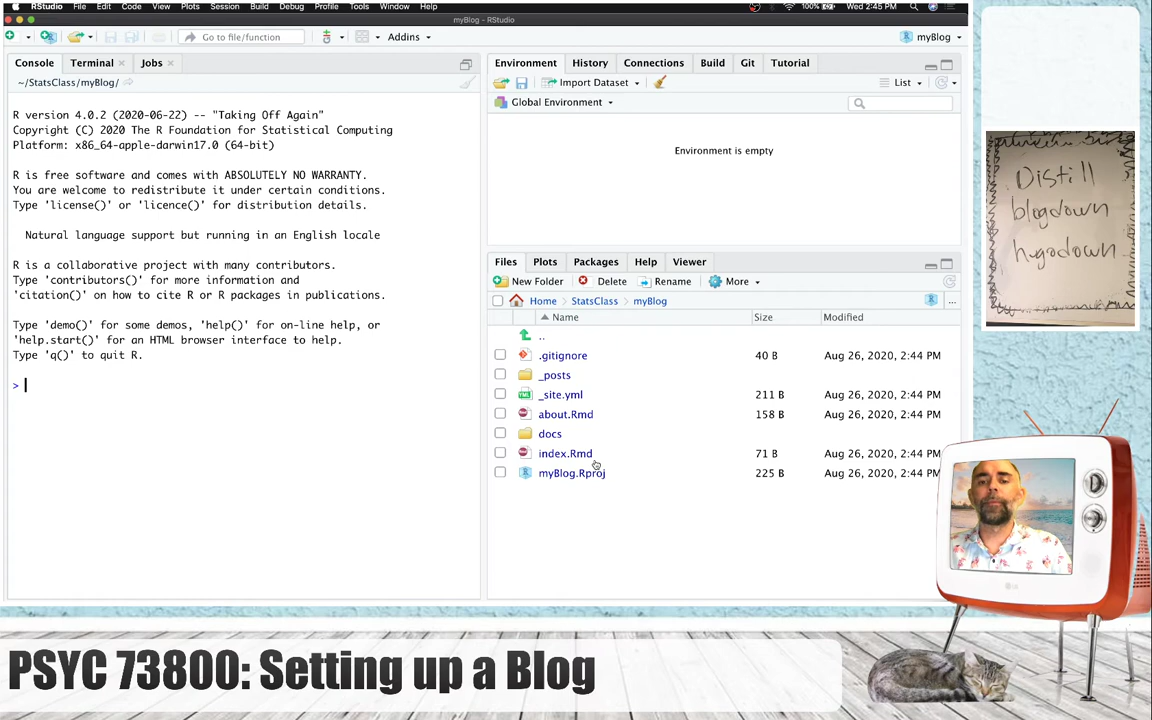 RStudio File Edit Code View Plots Session Build Debug Profile Tools Window Help 100% Wed 2:45 PM
myBlog - RStudio
Go to file/function Addins myBlog
Console Terminal Jobs
~/StatsClass/myBlog/
R version 4.0.2 (2020-06-22) -- "Taking Off Again"
Copyright (C) 2020 The R Foundation for Statistical Computing
Platform: x86_64-apple-darwin17.0 (64-bit)
R is free software and comes with ABSOLUTELY NO WARRANTY.
You are welcome to redistribute it under certain conditions.
Type 'license()' or 'licence()' for distribution details.
Natural language support but running in an English locale
R is a collaborative project with many contributors.
Type 'contributors()' for more information and
'citation()' on how to cite R or R packages in publications.
Type 'demo()' for some demos, 'help()' for on-line help, or
'help.start()' for an HTML browser interface to help.
Type 'q()' to quit R.
>
Environment History Connections Build Git Tutorial
Import Dataset List
Global Environment
Environment is empty
Files Plots Packages Help Viewer
New Folder Delete Rename More
Home StatsClass myBlog ...
Name Size Modified
..
.gitignore 40 B Aug 26, 2020, 2:44 PM
_posts
_site.yml 211 B Aug 26, 2020, 2:44 PM
about.Rmd 158 B Aug 26, 2020, 2:44 PM
docs
index.Rmd 71 B Aug 26, 2020, 2:44 PM
myBlog.Rproj 225 B Aug 26, 2020, 2:44 PM
Distill
blogdown
hugodown
LG
PSYC 73800: Setting up a Blog